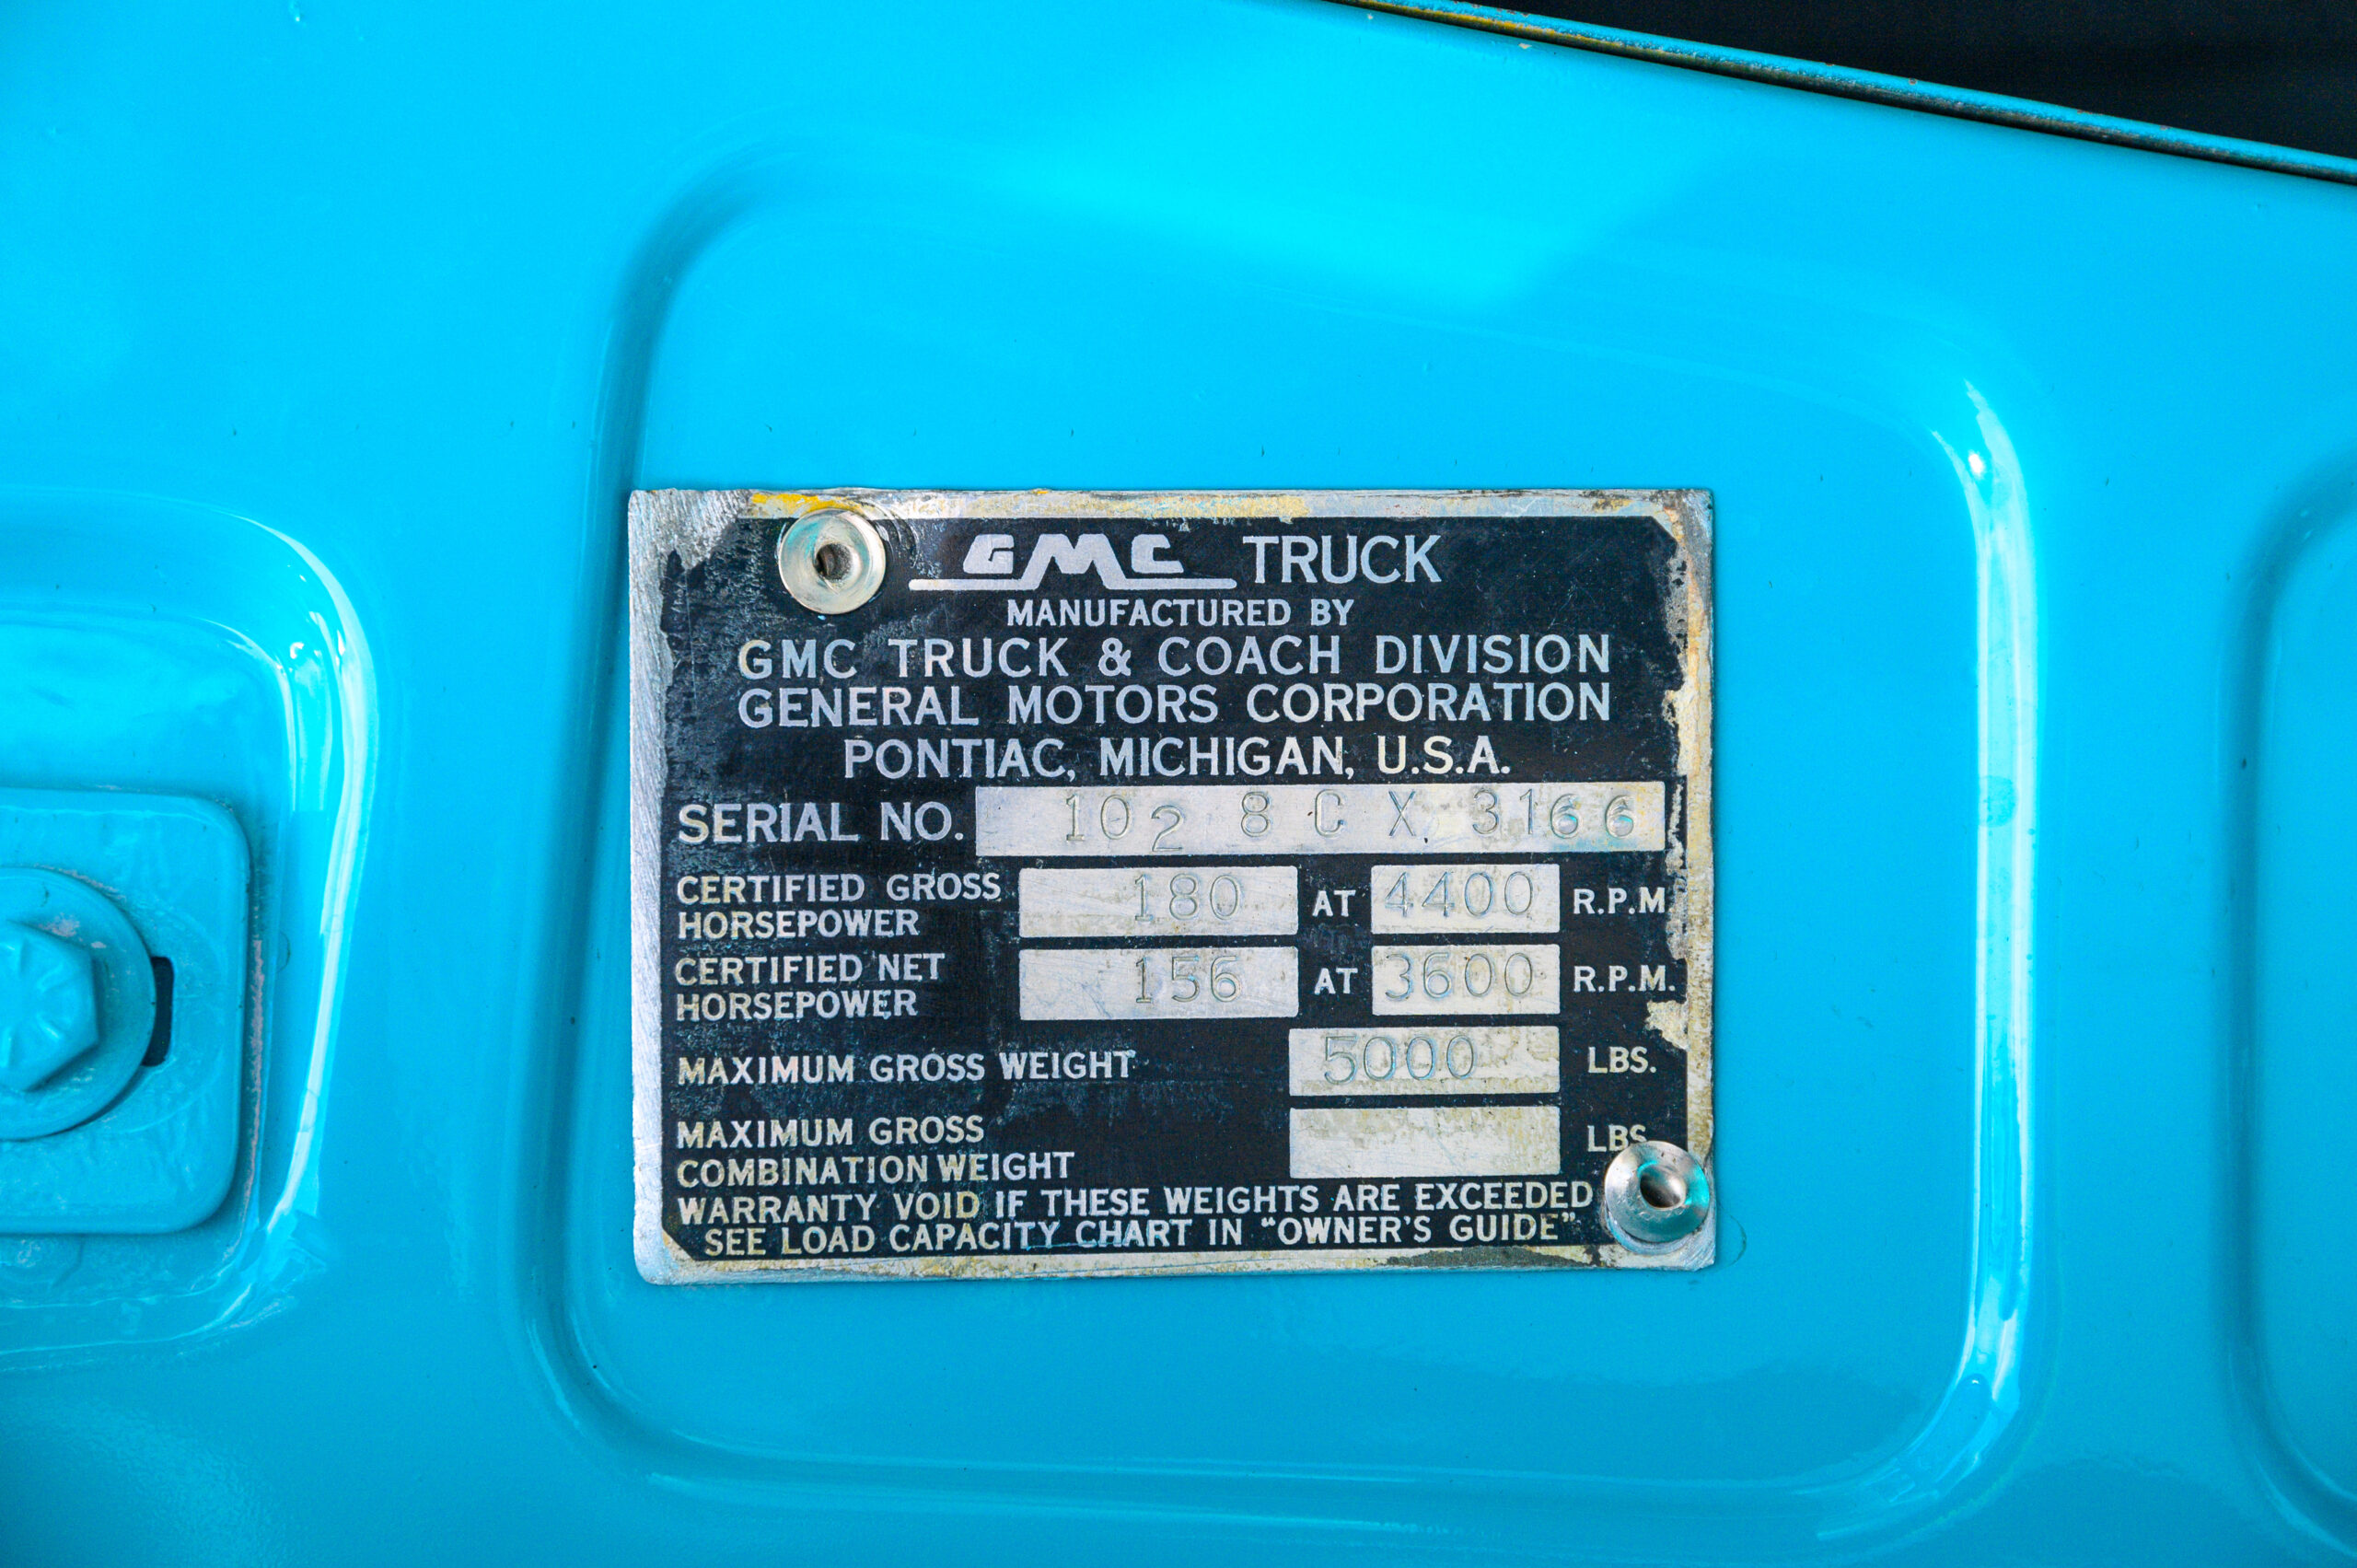 GMC TRUCK
MANUFACTURED BY
GMC TRUCK & COACH DIVISION
GENERAL MOTORS CORPORATION
PONTIAC, MICHIGAN, U.S.A.
SERIAL NO. 102 8 C X 3166
CERTIFIED GROSS HORSEPOWER 180 AT 4400 R.P.M
CERTIFIED NET HORSEPOWER 156 AT 3600 R.P.M.
MAXIMUM GROSS WEIGHT 5000 LBS.
MAXIMUM GROSS
COMBINATION WEIGHT LBS
WARRANTY VOID IF THESE WEIGHTS ARE EXCEEDED
SEE LOAD CAPACITY CHART IN “OWNER'S GUIDE”